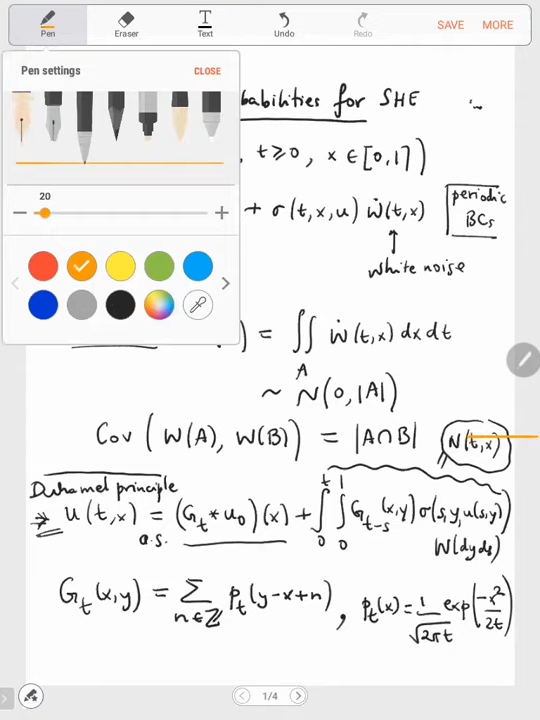 Pen
Eraser
Text
Undo
Redo
SAVE
MORE
Pen settings
CLOSE
20
babilities for SHE
, t ≥ 0, x ∈ [0,1])
+ σ(t,x,u) Ẇ(t,x)
periodic
BCs
white noise
) = ∬_A Ẇ(t,x) dx dt
~ N(0,|A|)
Cov(W(A), W(B)) = |A∩B|
N(t,x)
Duhamel principle
⇒ u(t,x) = (G_t * u_0)(x) + ∫_0^t ∫_0^1 G_{t-s}(x,y) σ(s,y,u(s,y))
a.s.
W(dyds)
G_t(x,y) = Σ_{n∈ℤ} p_t(y-x+n), p_t(x) = 1/√(2πt) exp(-x²/2t)
1/4